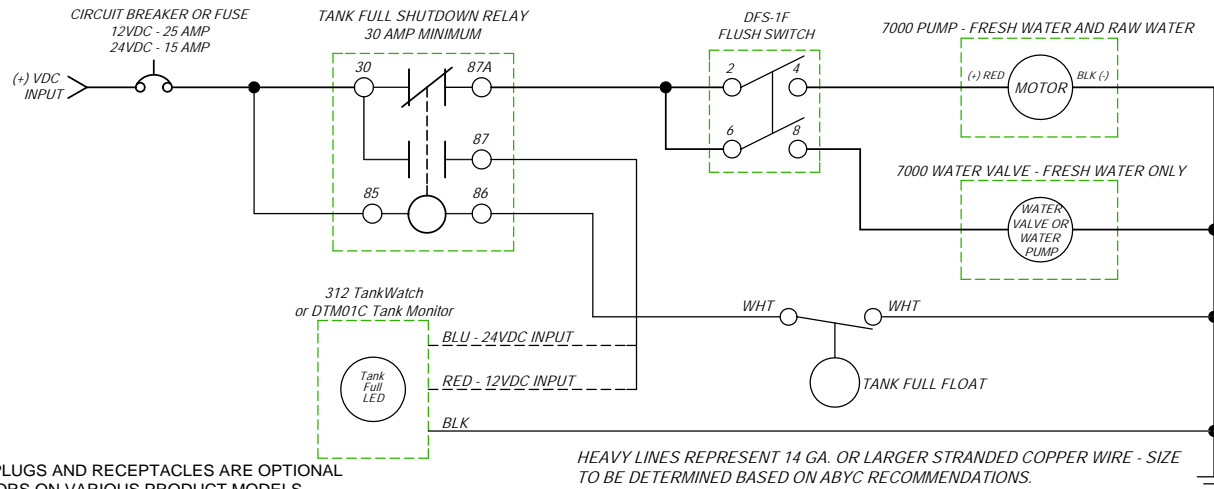 CIRCUIT BREAKER OR FUSE
12VDC - 25 AMP
24VDC - 15 AMP
TANK FULL SHUTDOWN RELAY
30 AMP MINIMUM
DFS-1F
FLUSH SWITCH
7000 PUMP - FRESH WATER AND RAW WATER
(+) VDC
INPUT
30
87A
2
4
(+) RED
MOTOR
BLK (-)
87
6
8
85
86
7000 WATER VALVE - FRESH WATER ONLY
WATER
VALVE OR
WATER
PUMP
312 TankWatch
or DTM01C Tank Monitor
WHT
WHT
BLU - 24VDC INPUT
Tank
Full
LED
RED - 12VDC INPUT
TANK FULL FLOAT
BLK
PLUGS AND RECEPTACLES ARE OPTIONAL
ORS ON VARIOUS PRODUCT MODELS
HEAVY LINES REPRESENT 14 GA. OR LARGER STRANDED COPPER WIRE - SIZE
TO BE DETERMINED BASED ON ABYC RECOMMENDATIONS.